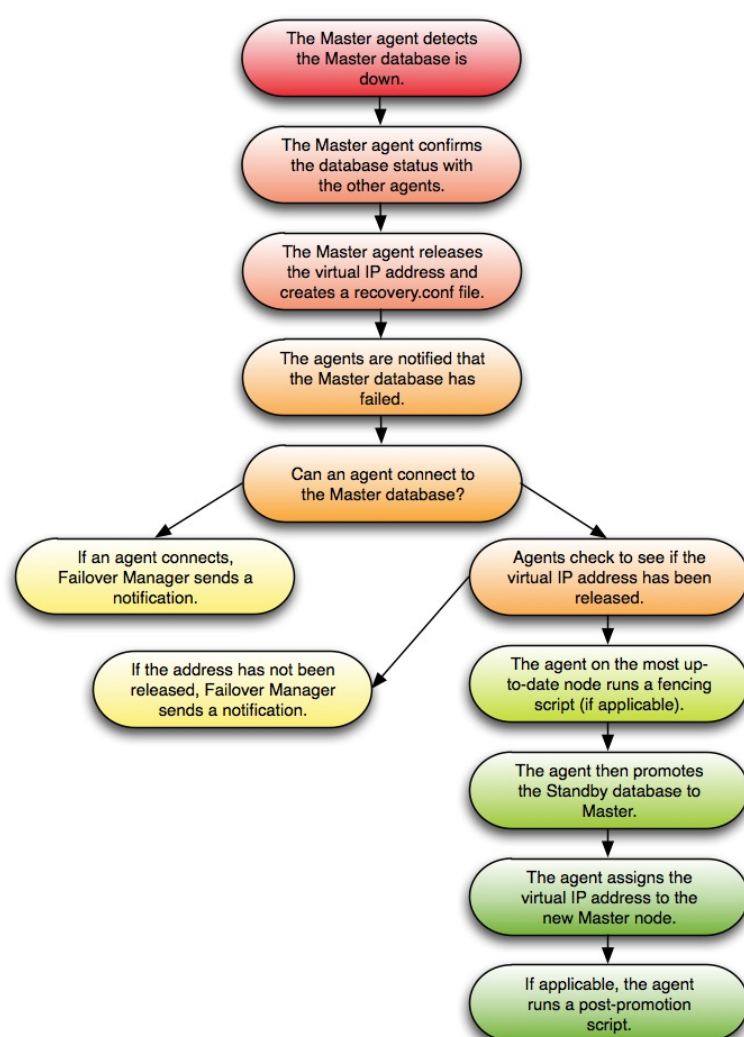 The Master agent detects
the Master database is
down.
The Master agent confirms
the database status with
the other agents.
The Master agent releases
the virtual IP address and
creates a recovery.conf file.
The agents are notified that
the Master database has
failed.
Can an agent connect to
the Master database?
If an agent connects,
Failover Manager sends a
notification.
Agents check to see if the
virtual IP address has been
released.
If the address has not been
released, Failover Manager
sends a notification.
The agent on the most up-
to-date node runs a fencing
script (if applicable).
The agent then promotes
the Standby database to
Master.
The agent assigns the
virtual IP address to the
new Master node.
If applicable, the agent
runs a post-promotion
script.